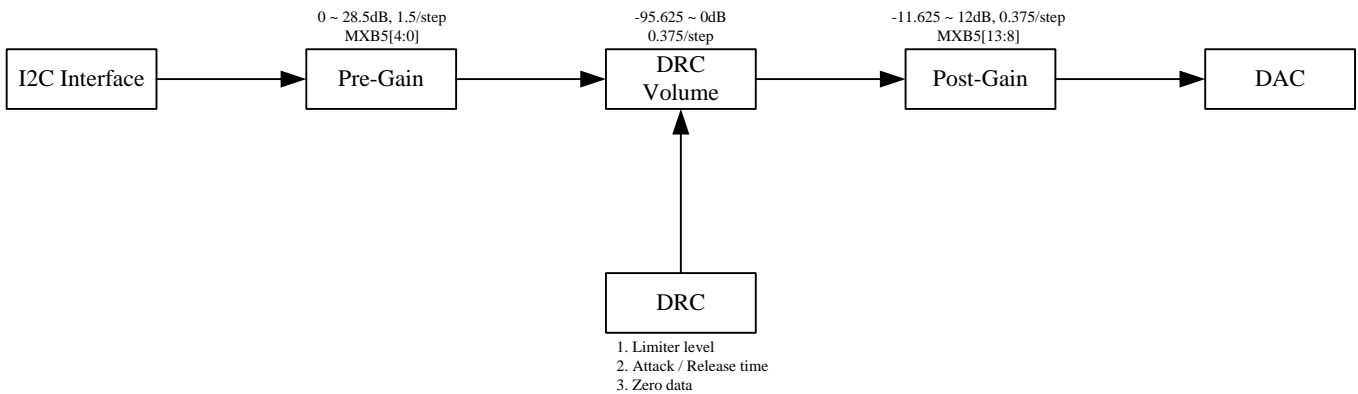 0 ~ 28.5dB, 1.5/step
MXB5[4:0]
-95.625 ~ 0dB
0.375/step
-11.625 ~ 12dB, 0.375/step
MXB5[13:8]
I2C Interface
Pre-Gain
DRC
Volume
Post-Gain
DAC
DRC
1. Limiter level
2. Attack / Release time
3. Zero data